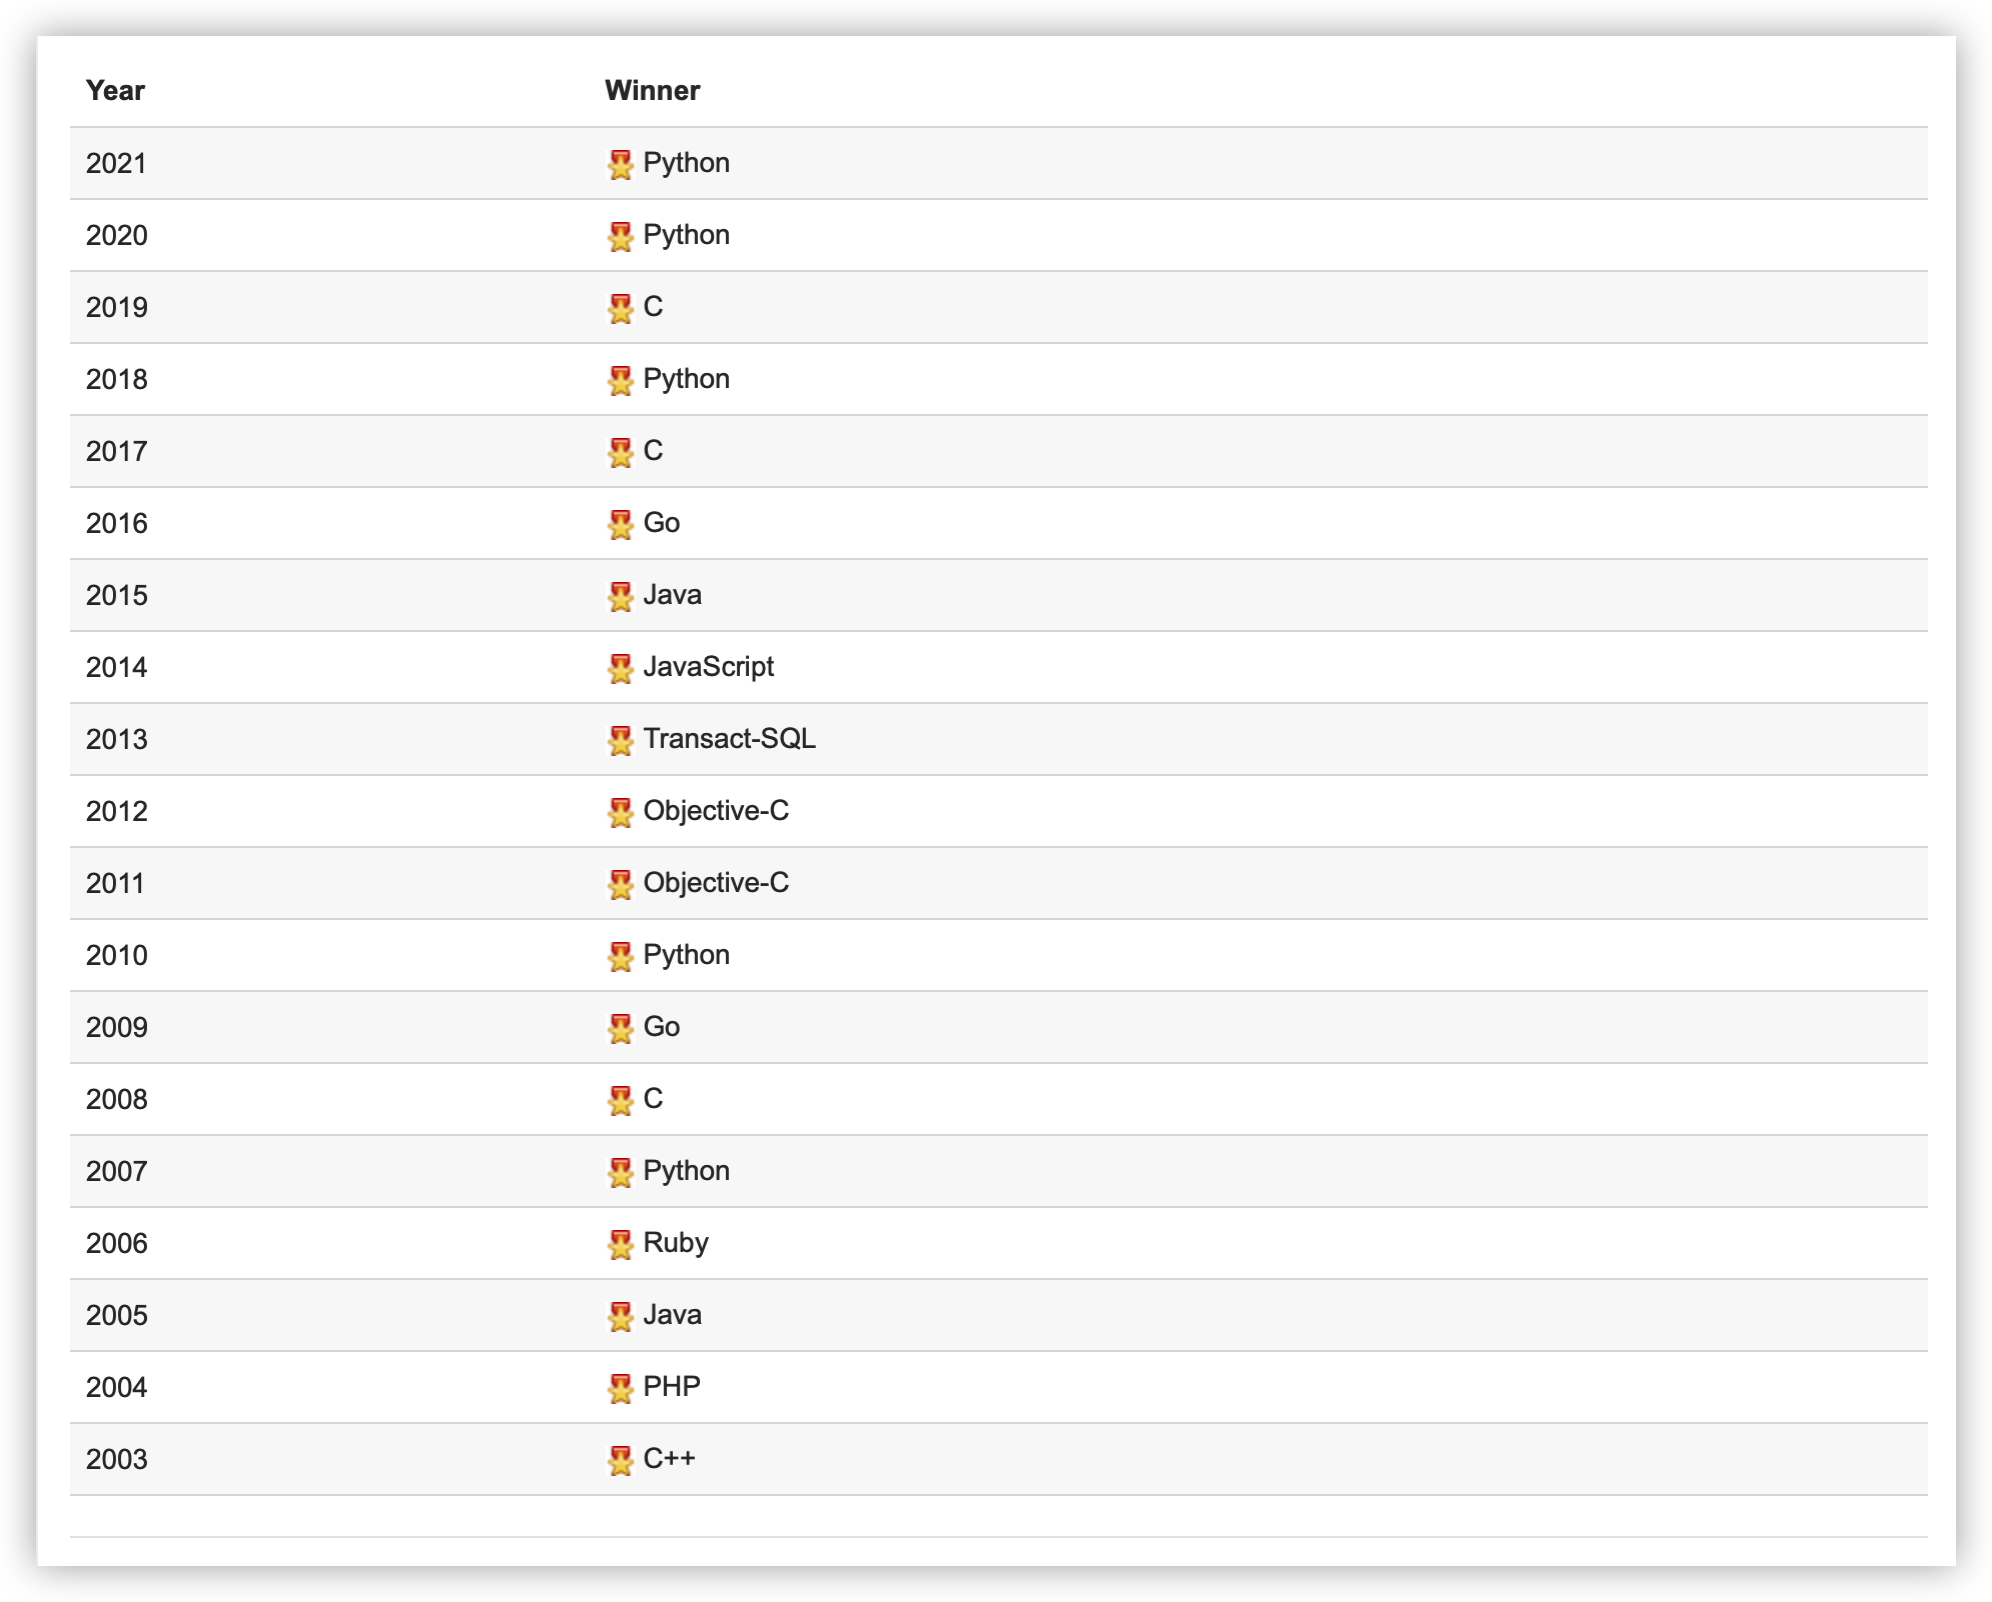 Year Winner
2021 Python
2020 Python
2019 C
2018 Python
2017 C
2016 Go
2015 Java
2014 JavaScript
2013 Transact-SQL
2012 Objective-C
2011 Objective-C
2010 Python
2009 Go
2008 C
2007 Python
2006 Ruby
2005 Java
2004 PHP
2003 C++